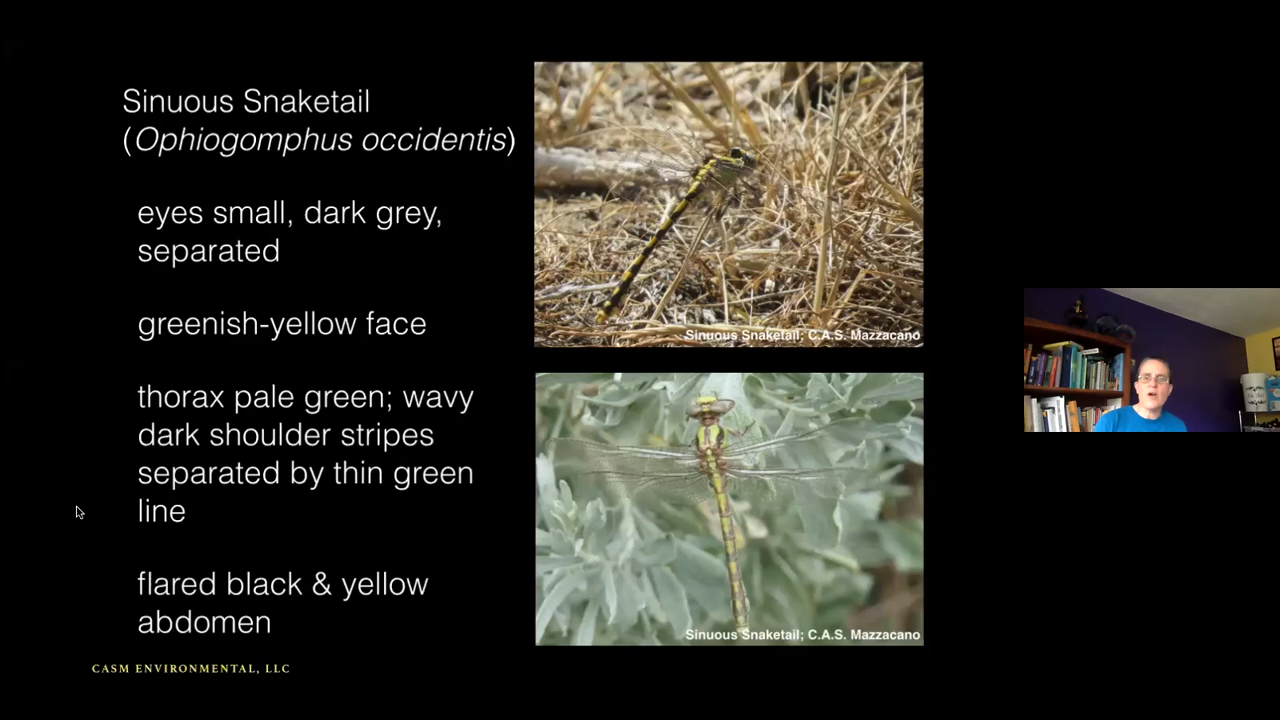 Sinuous Snaketail
(Ophiogomphus occidentis)
eyes small, dark grey,
separated
greenish-yellow face
thorax pale green; wavy
dark shoulder stripes
separated by thin green
line
flared black & yellow
abdomen
CASM ENVIRONMENTAL, LLC
Sinuous Snaketail; C.A.S. Mazzacano
Sinuous Snaketail; C.A.S. Mazzacano